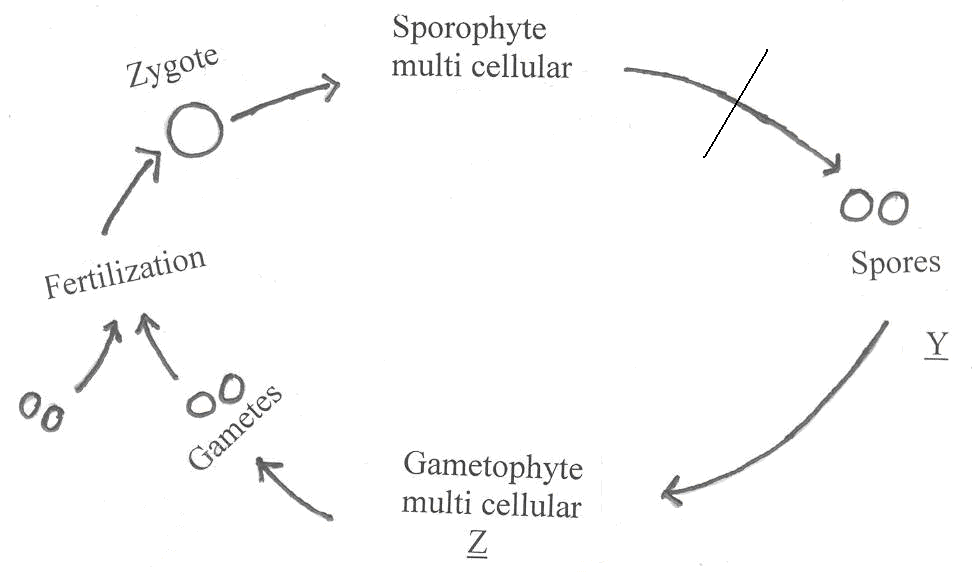 Zygote
Sporophyte
multi cellular
Spores
Y
Gametophyte
multi cellular
Z
Gametes
Fertilization